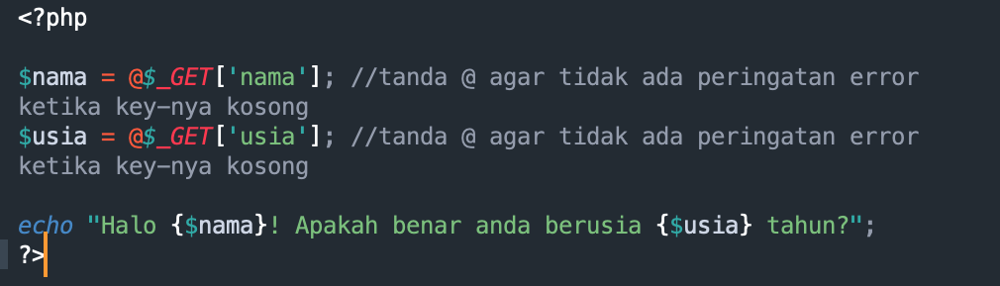 <?php
$nama = @$_GET['nama']; //tanda @ agar tidak ada peringatan error
ketika key-nya kosong
$usia = @$_GET['usia']; //tanda @ agar tidak ada peringatan error
ketika key-nya kosong
echo "Halo {$nama}! Apakah benar anda berusia {$usia} tahun?";
?>